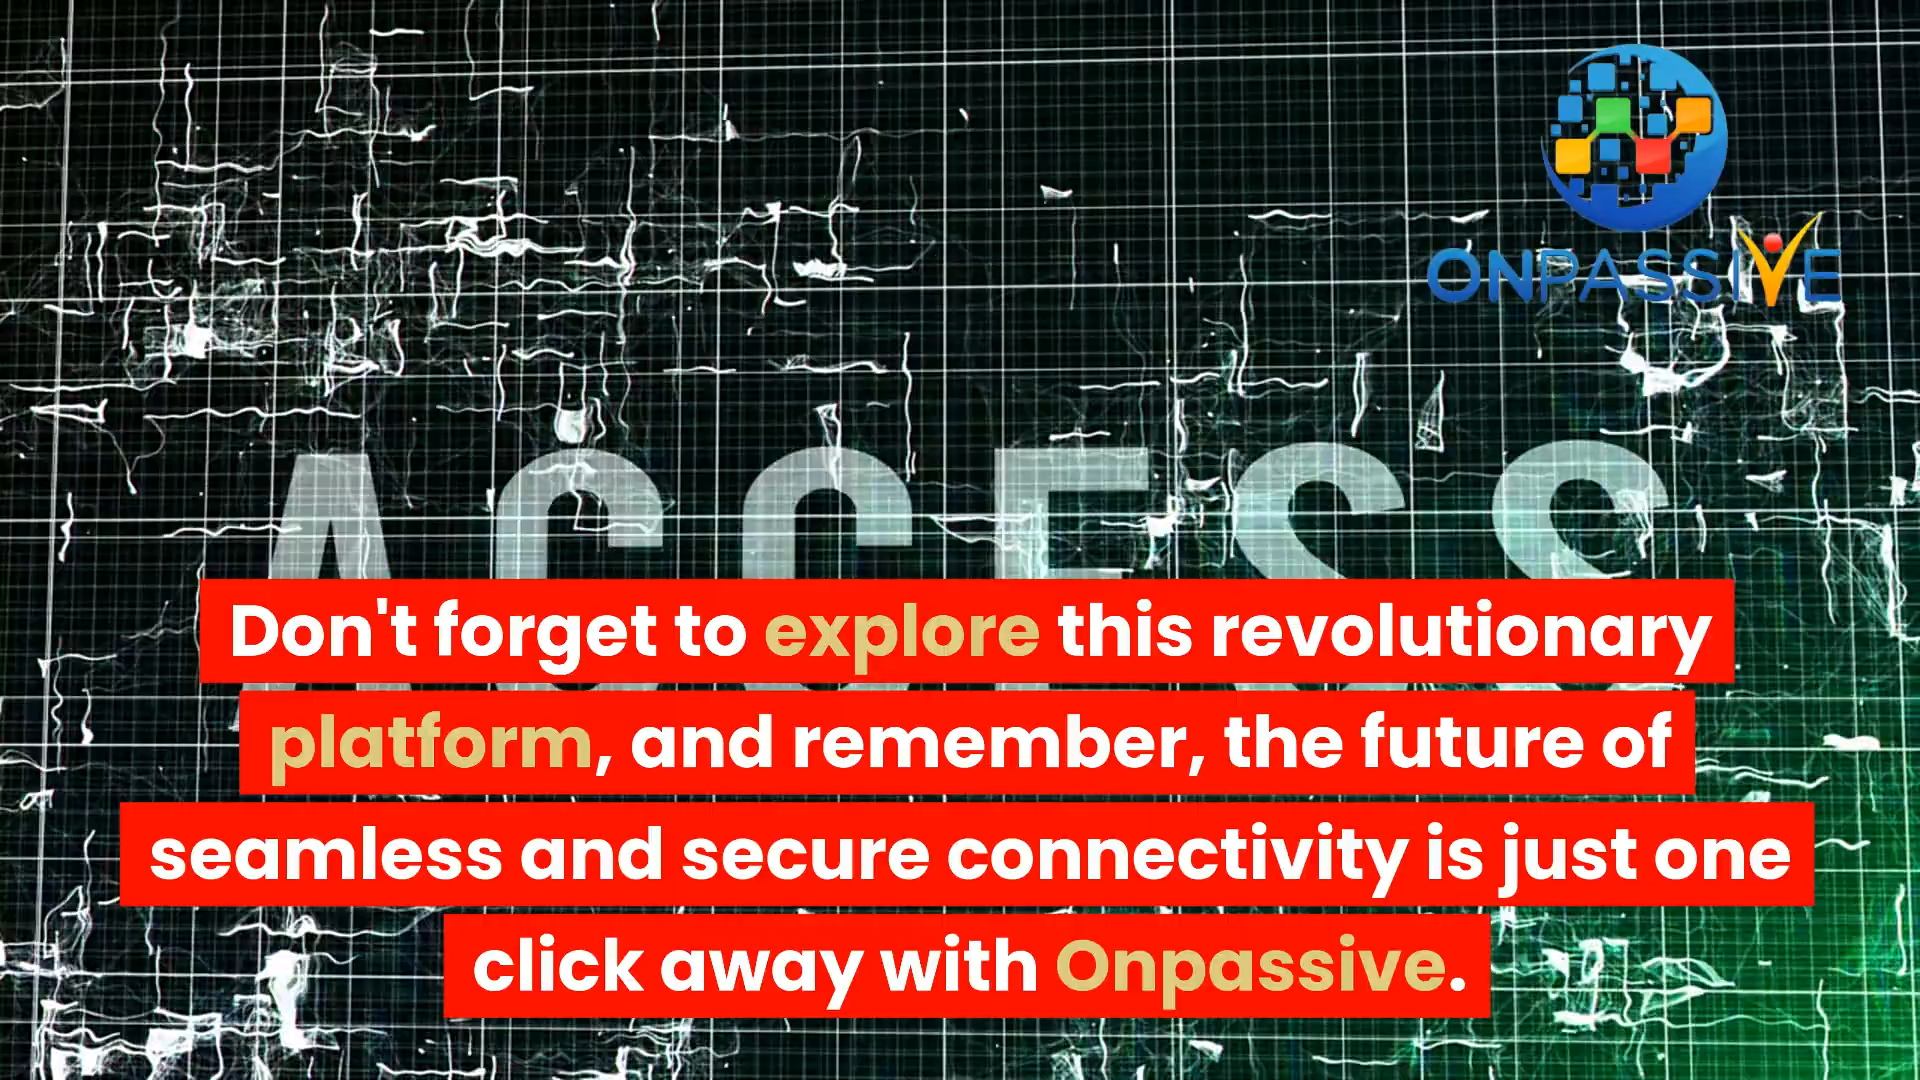 ONPASSIVE
ACCESS
Don't forget to explore this revolutionary
platform, and remember, the future of
seamless and secure connectivity is just one
click away with Onpassive.